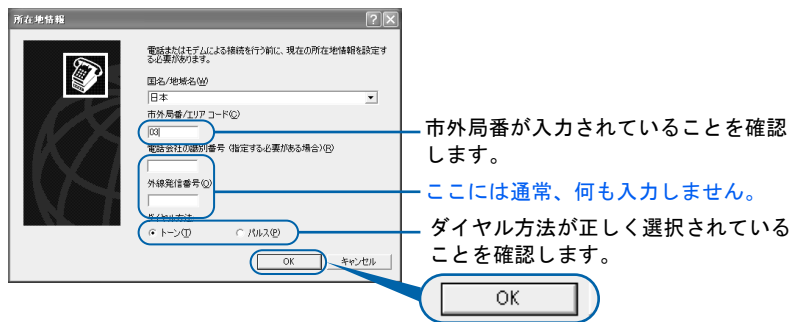 所在地情報
電話またはモデムによる接続を行う前に、現在の所在地情報を設定す
る必要があります。
国名/地域名(W)
日本
市外局番/エリア コード(C)
03
電話会社の識別番号 (指定する必要がある場合)(R)
外線発信番号(O)
ダイヤル方法
トーン(T) パルス(P)
OK キャンセル
市外局番が入力されていることを確認
します。
ここには通常、何も入力しません。
ダイヤル方法が正しく選択されている
ことを確認します。
OK